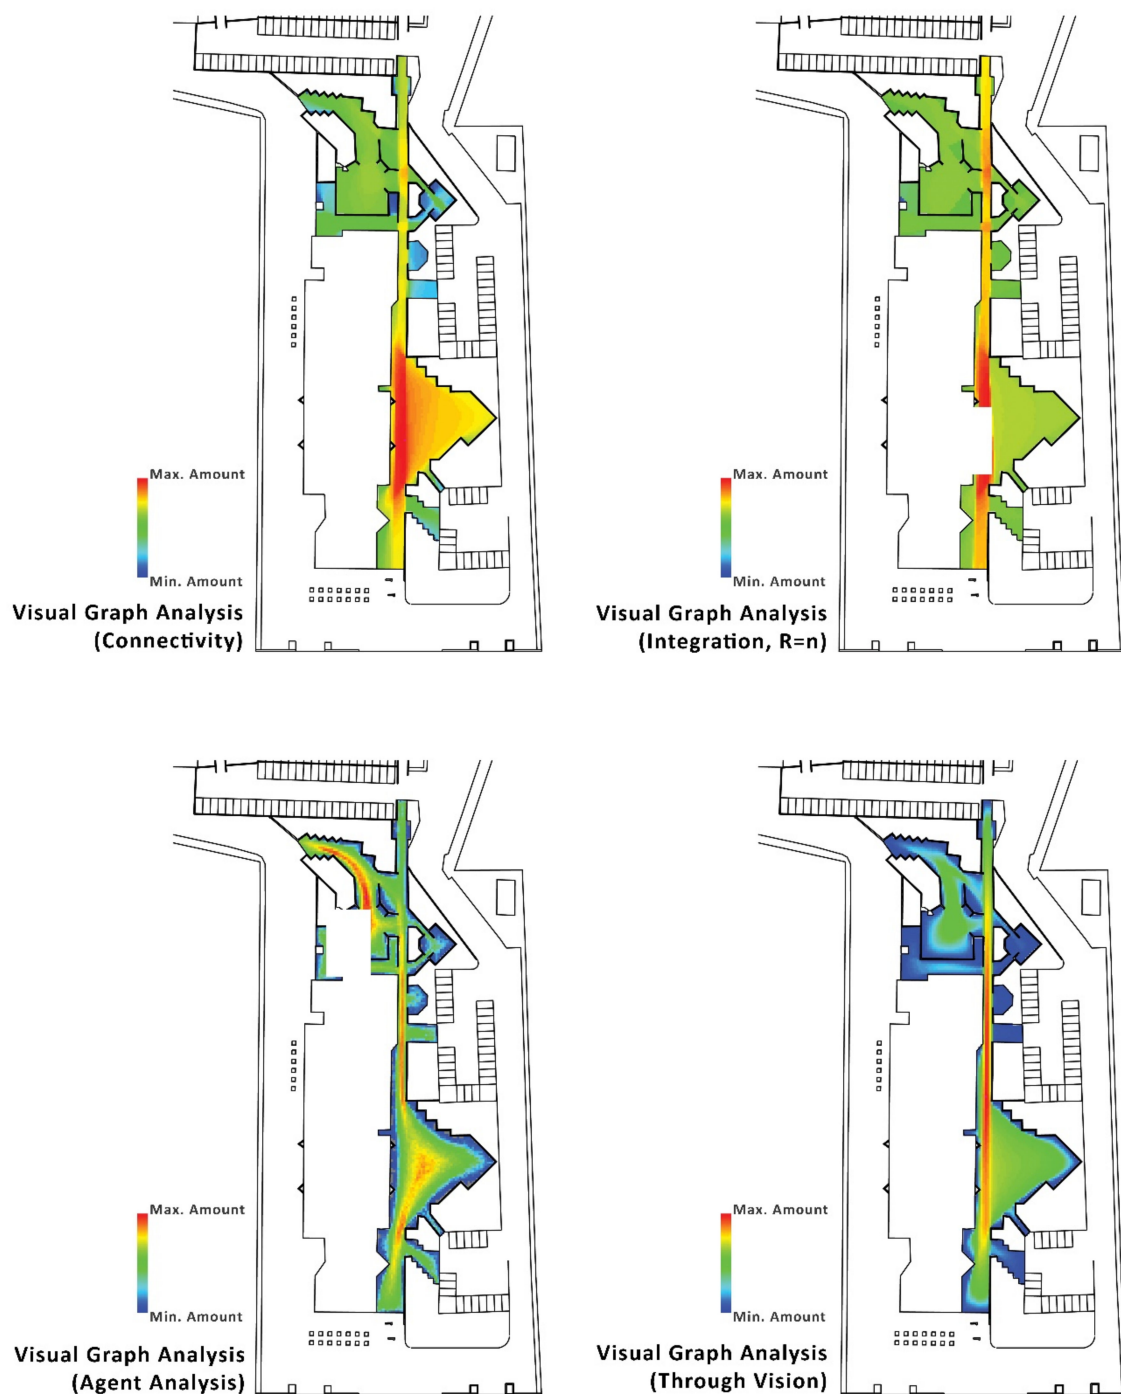 Max. Amount
Min. Amount
Visual Graph Analysis
(Connectivity)
Max. Amount
Min. Amount
Visual Graph Analysis
(Integration, R=n)
Max. Amount
Min. Amount
Visual Graph Analysis
(Agent Analysis)
Max. Amount
Min. Amount
Visual Graph Analysis
(Through Vision)